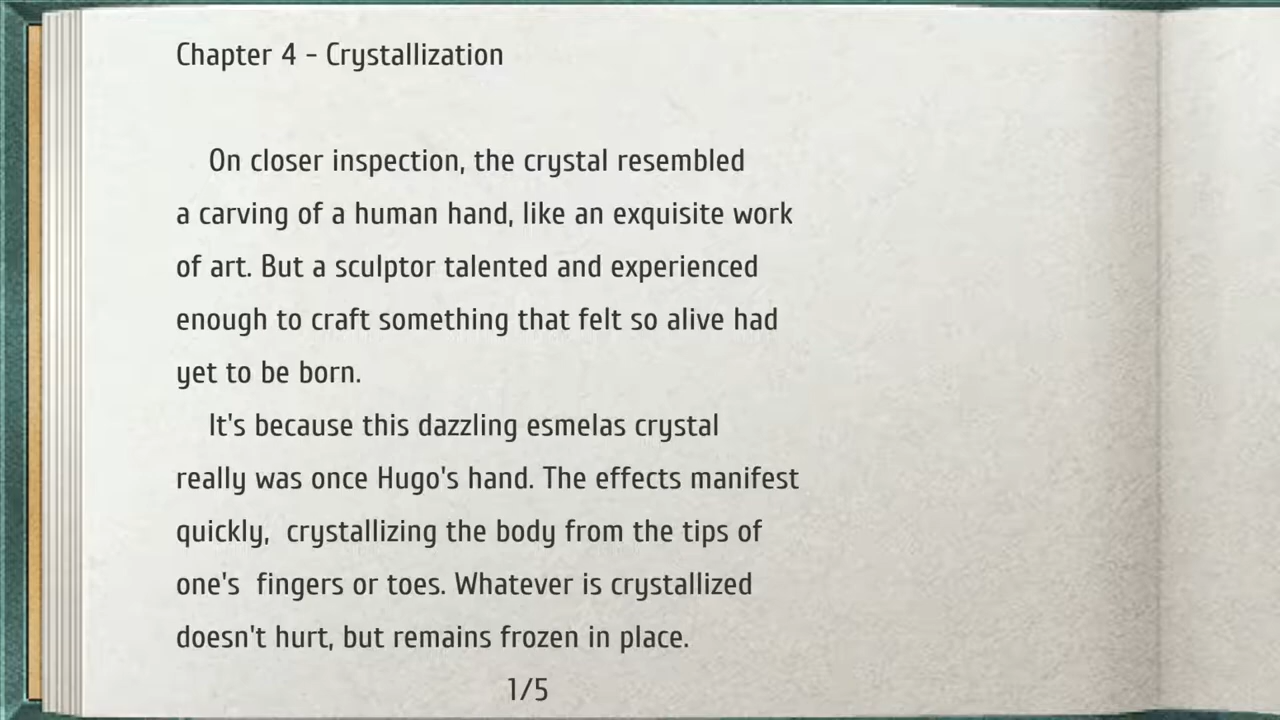 Chapter 4 - Crystallization
On closer inspection, the crystal resembled
a carving of a human hand, like an exquisite work
of art. But a sculptor talented and experienced
enough to craft something that felt so alive had
yet to be born.
It's because this dazzling esmelas crystal
really was once Hugo's hand. The effects manifest
quickly,  crystallizing the body from the tips of
one's  fingers or toes. Whatever is crystallized
doesn't hurt, but remains frozen in place.
1/5